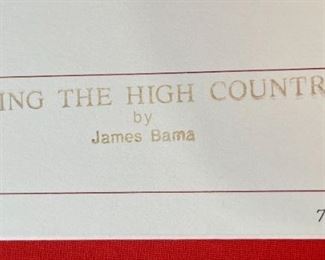 ING THE HIGH COUNTR
by
James Bama
7